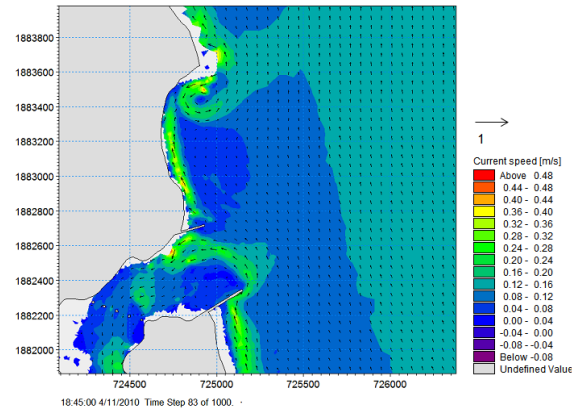 1883800
1883600
1883400
1883200
1883000
1882800
1882600
1882400
1882200
1882000
724500 725000 725500 726000
18:45:00 4/11/2010 Time Step 83 of 1000.
1
Current speed [m/s]
Above 0.48
0.44 - 0.48
0.40 - 0.44
0.36 - 0.40
0.32 - 0.36
0.28 - 0.32
0.24 - 0.28
0.20 - 0.24
0.16 - 0.20
0.12 - 0.16
0.08 - 0.12
0.04 - 0.08
0.00 - 0.04
-0.04 - 0.00
-0.08 - -0.04
Below -0.08
Undefined Value